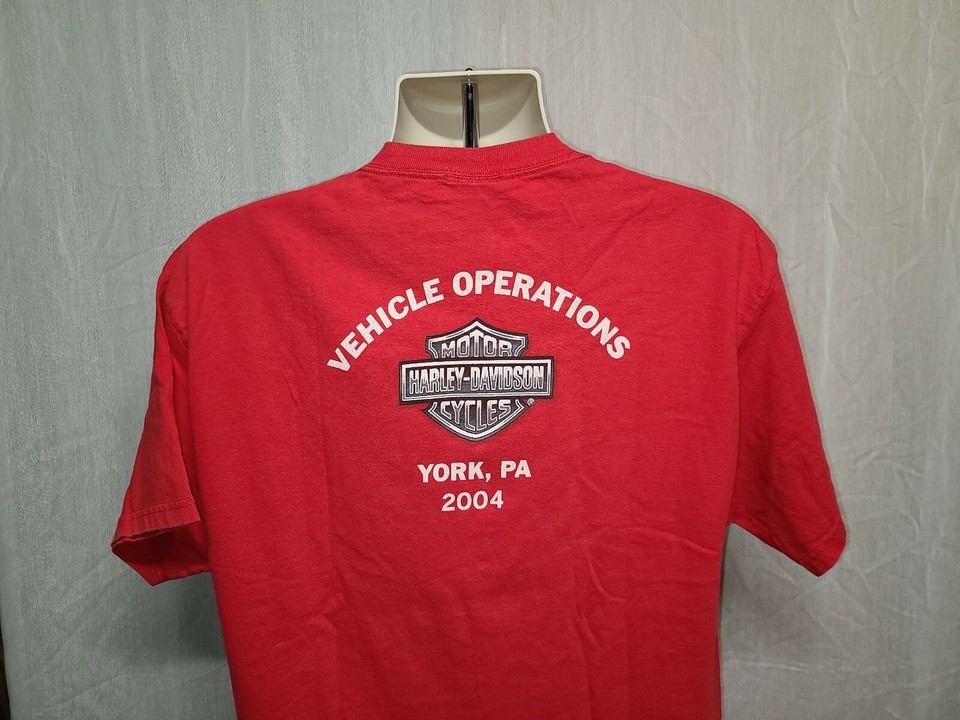 VEHICLE OPERATIONS
MOTOR
HARLEY-DAVIDSON
CYCLES®
YORK, PA
2004